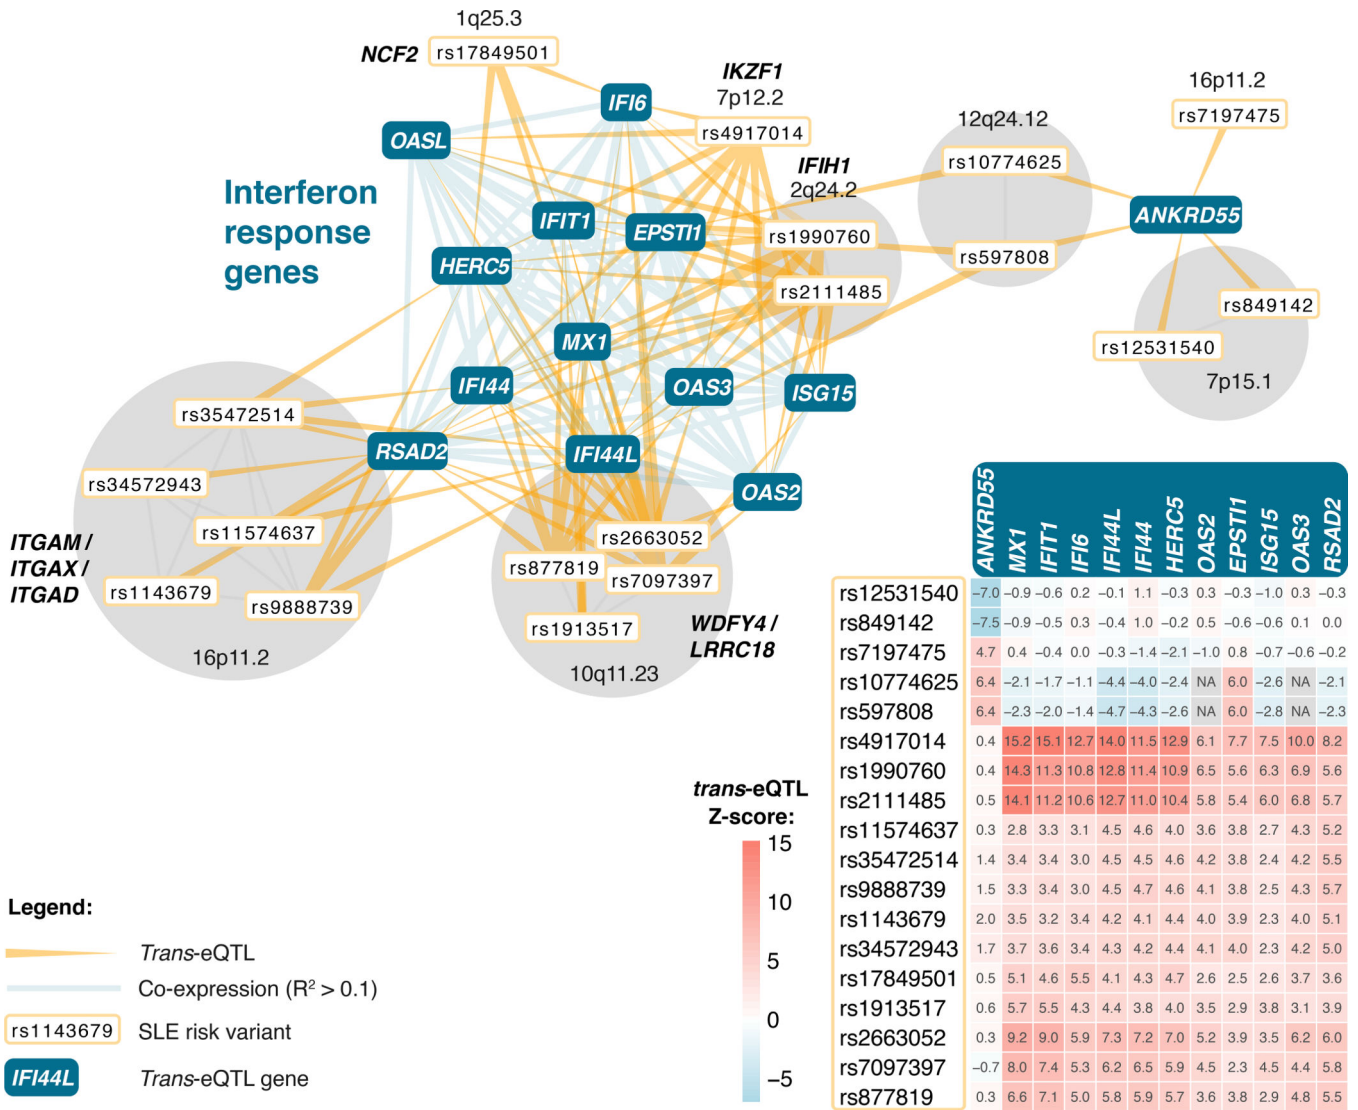 1q25.3
NCF2
rs17849501
IKZF1
7p12.2
rs4917014
IFI6
OASL
16p11.2
rs7197475
12q24.12
rs10774625
IFIH1
2q24.2
rs1990760
rs2111485
rs597808
ANKRD55
rs849142
rs12531540
7p15.1
Interferon
response
genes
IFIT1
EPSTI1
HERC5
MX1
IFI44
OAS3
ISG15
RSAD2
IFI44L
OAS2
rs35472514
rs34572943
rs11574637
rs1143679
rs9888739
ITGAM /
ITGAX /
ITGAD
16p11.2
rs2663052
rs877819
rs7097397
rs1913517
WDFY4 /
LRRC18
10q11.23
ANKRD55 MX1 IFIT1 IFI6 IFI44L IFI44 HERC5 OAS2 EPSTI1 ISG15 OAS3 RSAD2
rs12531540 −7.0 −0.9 −0.6 0.2 −0.1 1.1 −0.3 0.3 −0.3 −1.0 0.3 −0.3
rs849142 −7.5 −0.9 −0.5 0.3 −0.4 1.0 −0.2 0.5 −0.6 −0.6 0.1 0.0
rs7197475 4.7 0.4 −0.4 0.0 −0.3 −1.4 −2.1 −1.0 0.8 −0.7 −0.6 −0.2
rs10774625 6.4 −2.1 −1.7 −1.1 −4.4 −4.0 −2.4 NA 6.0 −2.6 NA −2.1
rs597808 6.4 −2.3 −2.0 −1.4 −4.7 −4.3 −2.6 NA 6.0 −2.8 NA −2.3
rs4917014 0.4 15.2 15.1 12.7 14.0 11.5 12.9 6.1 7.7 7.5 10.0 8.2
rs1990760 0.4 14.3 11.3 10.8 12.8 11.4 10.9 6.5 5.6 6.3 6.9 5.6
rs2111485 0.5 14.1 11.2 10.6 12.7 11.0 10.4 5.8 5.4 6.0 6.8 5.7
rs11574637 0.3 2.8 3.3 3.1 4.5 4.6 4.0 3.6 3.8 2.7 4.3 5.2
rs35472514 1.4 3.4 3.4 3.0 4.5 4.5 4.6 4.2 3.8 2.4 4.2 5.5
rs9888739 1.5 3.3 3.4 3.0 4.5 4.7 4.6 4.1 3.8 2.5 4.3 5.7
rs1143679 2.0 3.5 3.2 3.4 4.2 4.1 4.4 4.0 3.9 2.3 4.0 5.1
rs34572943 1.7 3.7 3.6 3.4 4.3 4.2 4.4 4.1 4.0 2.3 4.2 5.0
rs17849501 0.5 5.1 4.6 5.5 4.1 4.3 4.7 2.6 2.5 2.6 3.7 3.6
rs1913517 0.6 5.7 5.5 4.3 4.4 3.8 4.0 3.5 2.9 3.8 3.1 3.9
rs2663052 0.3 9.2 9.0 5.9 7.3 7.2 7.0 5.2 3.9 3.5 6.2 6.0
rs7097397 −0.7 8.0 7.4 5.3 6.2 6.5 5.9 4.5 2.3 4.5 4.4 5.8
rs877819 0.3 6.6 7.1 5.0 5.8 5.9 5.7 3.6 3.8 2.9 4.8 5.5
trans-eQTL
Z-score:
15
10
5
0
−5
Legend:
Trans-eQTL
Co-expression (R² > 0.1)
rs1143679 SLE risk variant
IFI44L Trans-eQTL gene